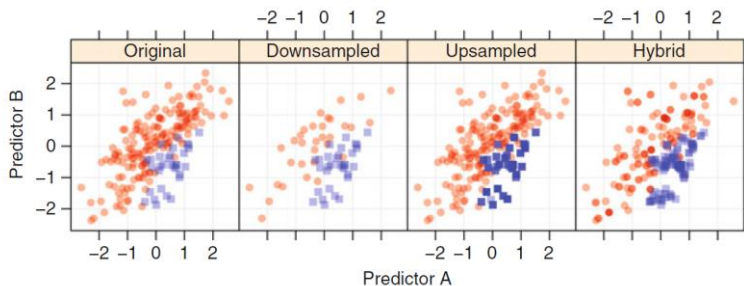 −2 −1 0 1 2 −2 −1 0 1 2
Original Downsampled Upsampled Hybrid
2
1
0
−1
−2
Predictor B
−2 −1 0 1 2 −2 −1 0 1 2
Predictor A